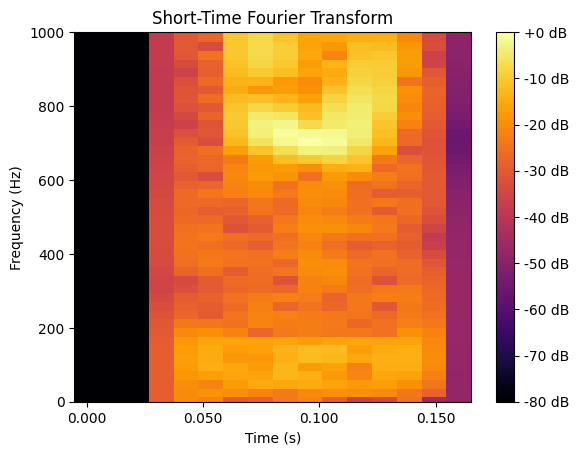 Short-Time Fourier Transform
1000
800
600
400
200
0
Frequency (Hz)
0.000
0.050
0.100
0.150
Time (s)
+0 dB
-10 dB
-20 dB
-30 dB
-40 dB
-50 dB
-60 dB
-70 dB
-80 dB